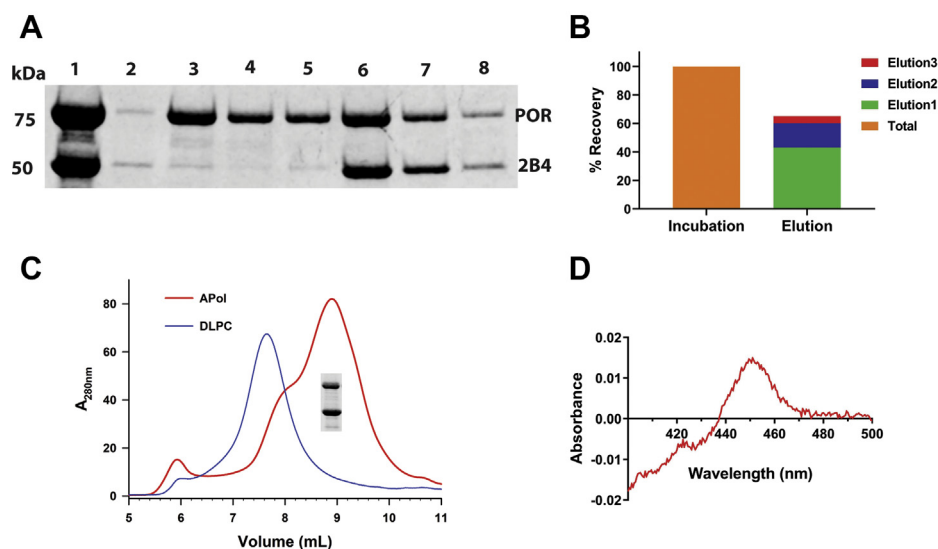 A
1 2 3 4 5 6 7 8
kDa
75
POR
50
2B4
B
% Recovery
100
80
60
40
20
0
Incubation Elution
Elution3
Elution2
Elution1
Total
C
APol
DLPC
A280nm
80
60
40
20
0
5 6 7 8 9 10 11
Volume (mL)
D
Absorbance
0.02
0.01
0.00
-0.01
-0.02
420 440 460 480 500
Wavelength (nm)